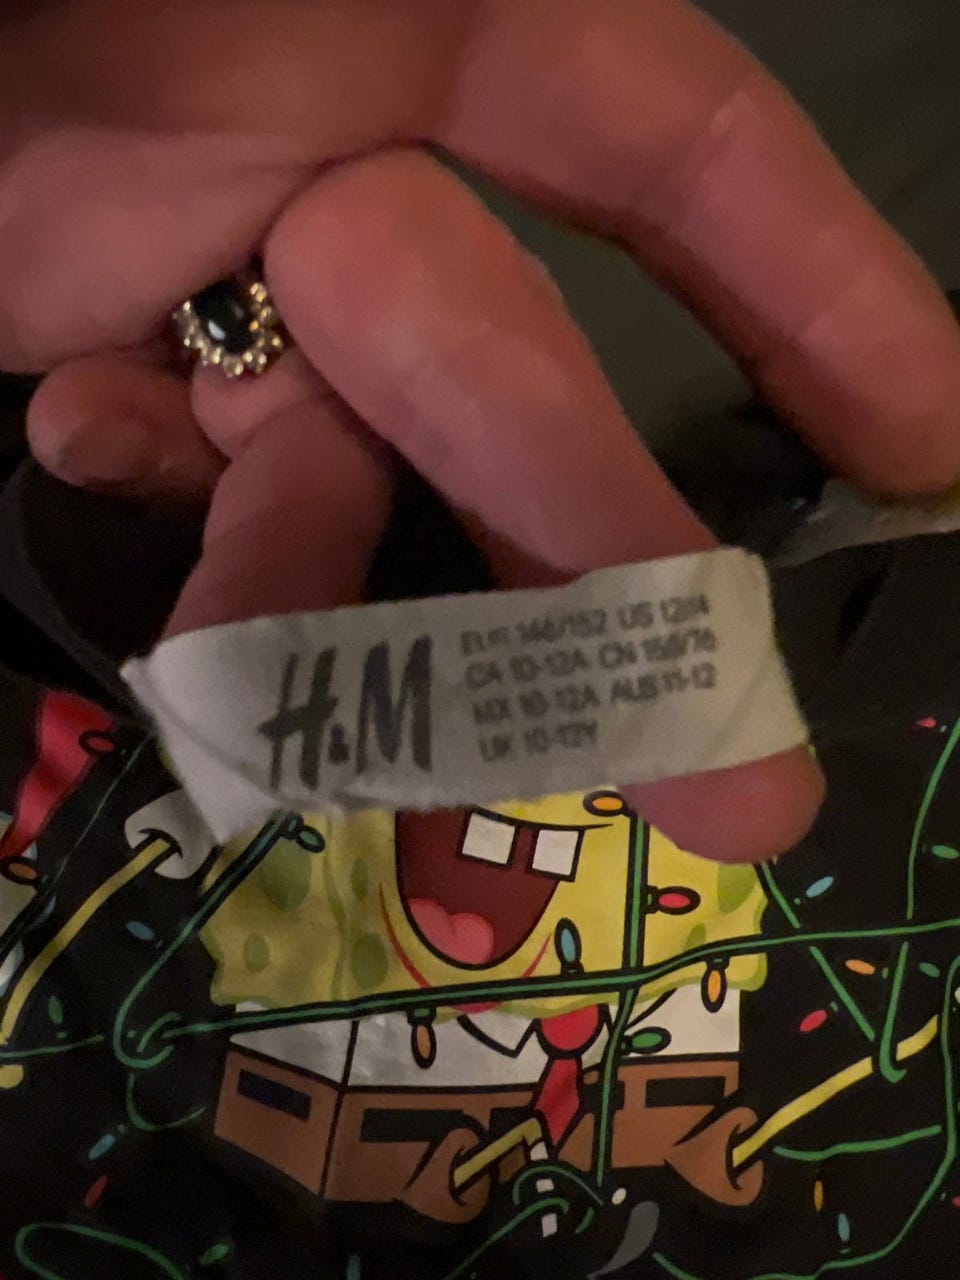 H&M
EUR 146/152 US 12/14
CA 10-12A CN 152/76
MX 10-12A AUS 11-12
UK 10-12Y